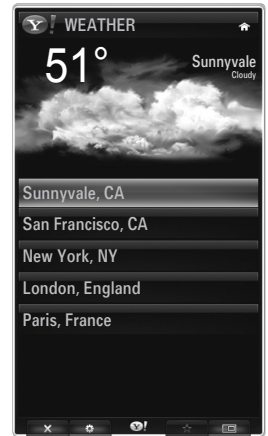 Y! WEATHER
51°
Sunnyvale
Cloudy
Sunnyvale, CA
San Francisco, CA
New York, NY
London, England
Paris, France
Y!